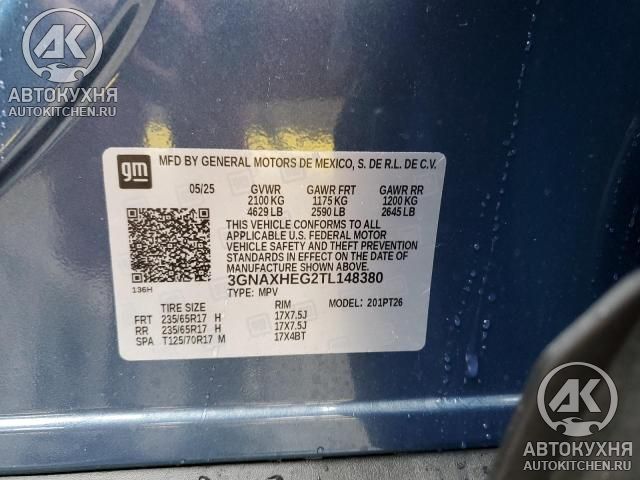 АВТОКУХНЯ
AUTOKITCHEN.RU
gm
MFD BY GENERAL MOTORS DE MEXICO, S. DE R.L. DE C.V.
05/25 GVWR GAWR FRT GAWR RR
2100 KG 1175 KG 1200 KG
4629 LB 2590 LB 2645 LB
THIS VEHICLE CONFORMS TO ALL
APPLICABLE U.S. FEDERAL MOTOR
VEHICLE SAFETY AND THEFT PREVENTION
STANDARDS IN EFFECT ON THE DATE OF
MANUFACTURE SHOWN ABOVE.
3GNAXHEG2TL148380
136H TYPE: MPV MODEL: 201PT26
TIRE SIZE RIM
FRT 235/65R17 H 17X7.5J
RR 235/65R17 H 17X7.5J
SPA T125/70R17 M 17X4BT
АК
АВТОКУХНЯ
AUTOKITCHEN.RU